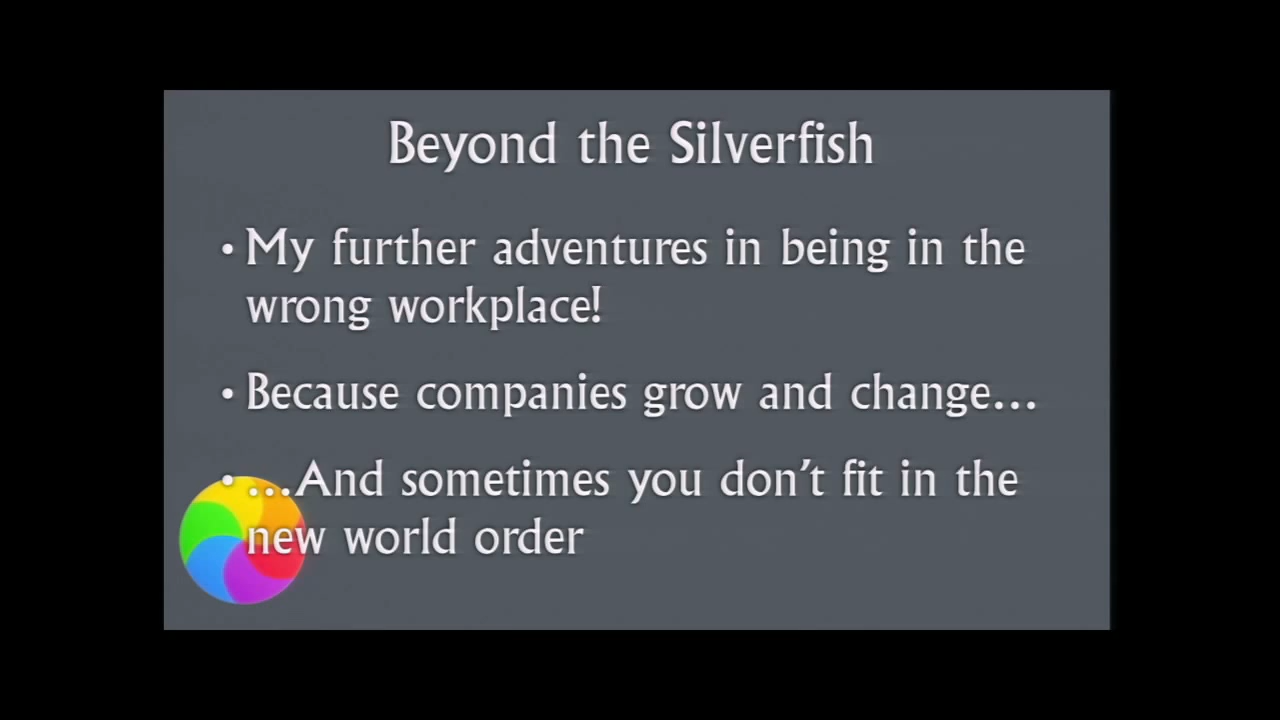 Beyond the Silverfish
• My further adventures in being in the
wrong workplace!
• Because companies grow and change...
• ...And sometimes you don't fit in the
new world order